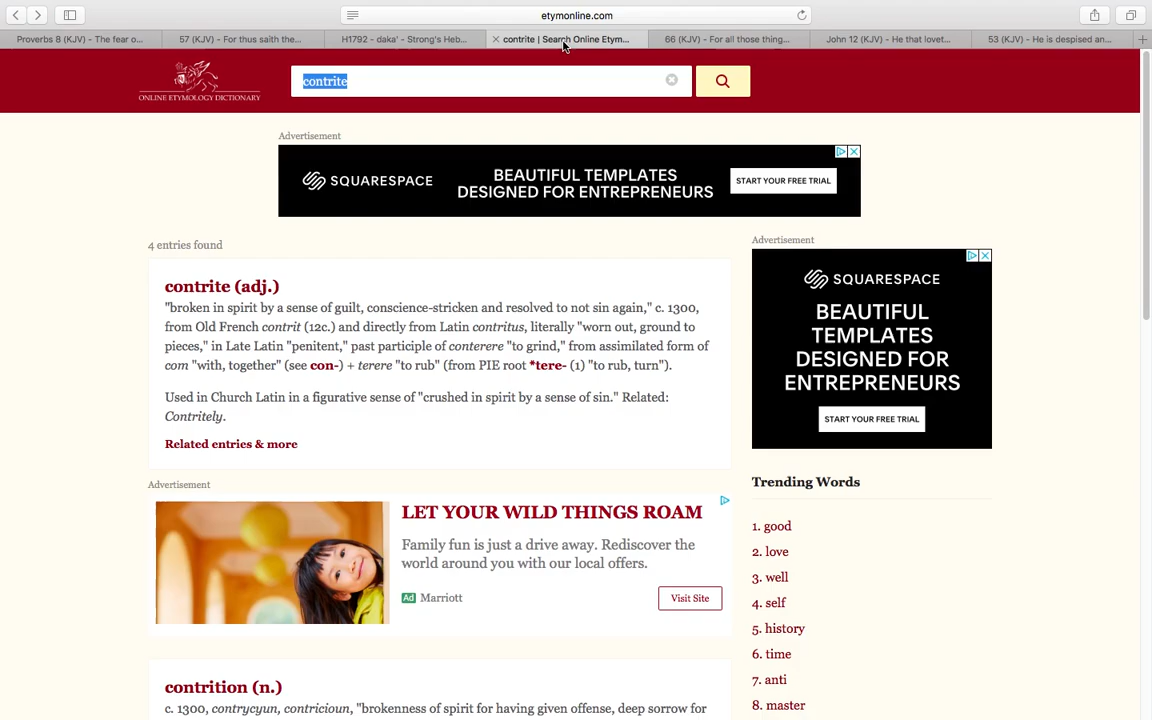 etymonline.com
Proverbs 8 (KJV) - The fear o...
57 (KJV) - For thus saith the...
H1792 - daka' - Strong's Heb...
contrite | Search Online Etym...
66 (KJV) - For all those thing...
John 12 (KJV) - He that lovet...
53 (KJV) - He is despised an...
ONLINE ETYMOLOGY DICTIONARY
contrite
Advertisement
SQUARESPACE
BEAUTIFUL TEMPLATES
DESIGNED FOR ENTREPRENEURS
START YOUR FREE TRIAL
4 entries found
contrite (adj.)
"broken in spirit by a sense of guilt, conscience-stricken and resolved to not sin again," c. 1300,
from Old French contrit (12c.) and directly from Latin contritus, literally "worn out, ground to
pieces," in Late Latin "penitent," past participle of conterere "to grind," from assimilated form of
com "with, together" (see con-) + terere "to rub" (from PIE root *tere- (1) "to rub, turn").
Used in Church Latin in a figurative sense of "crushed in spirit by a sense of sin." Related:
Contritely.
Related entries & more
Advertisement
LET YOUR WILD THINGS ROAM
Family fun is just a drive away. Rediscover the
world around you with our local offers.
Ad Marriott
Visit Site
contrition (n.)
c. 1300, contrycyun, contricioun, "brokenness of spirit for having given offense, deep sorrow for
Advertisement
SQUARESPACE
BEAUTIFUL
TEMPLATES
DESIGNED FOR
ENTREPRENEURS
START YOUR FREE TRIAL
Trending Words
1. good
2. love
3. well
4. self
5. history
6. time
7. anti
8. master